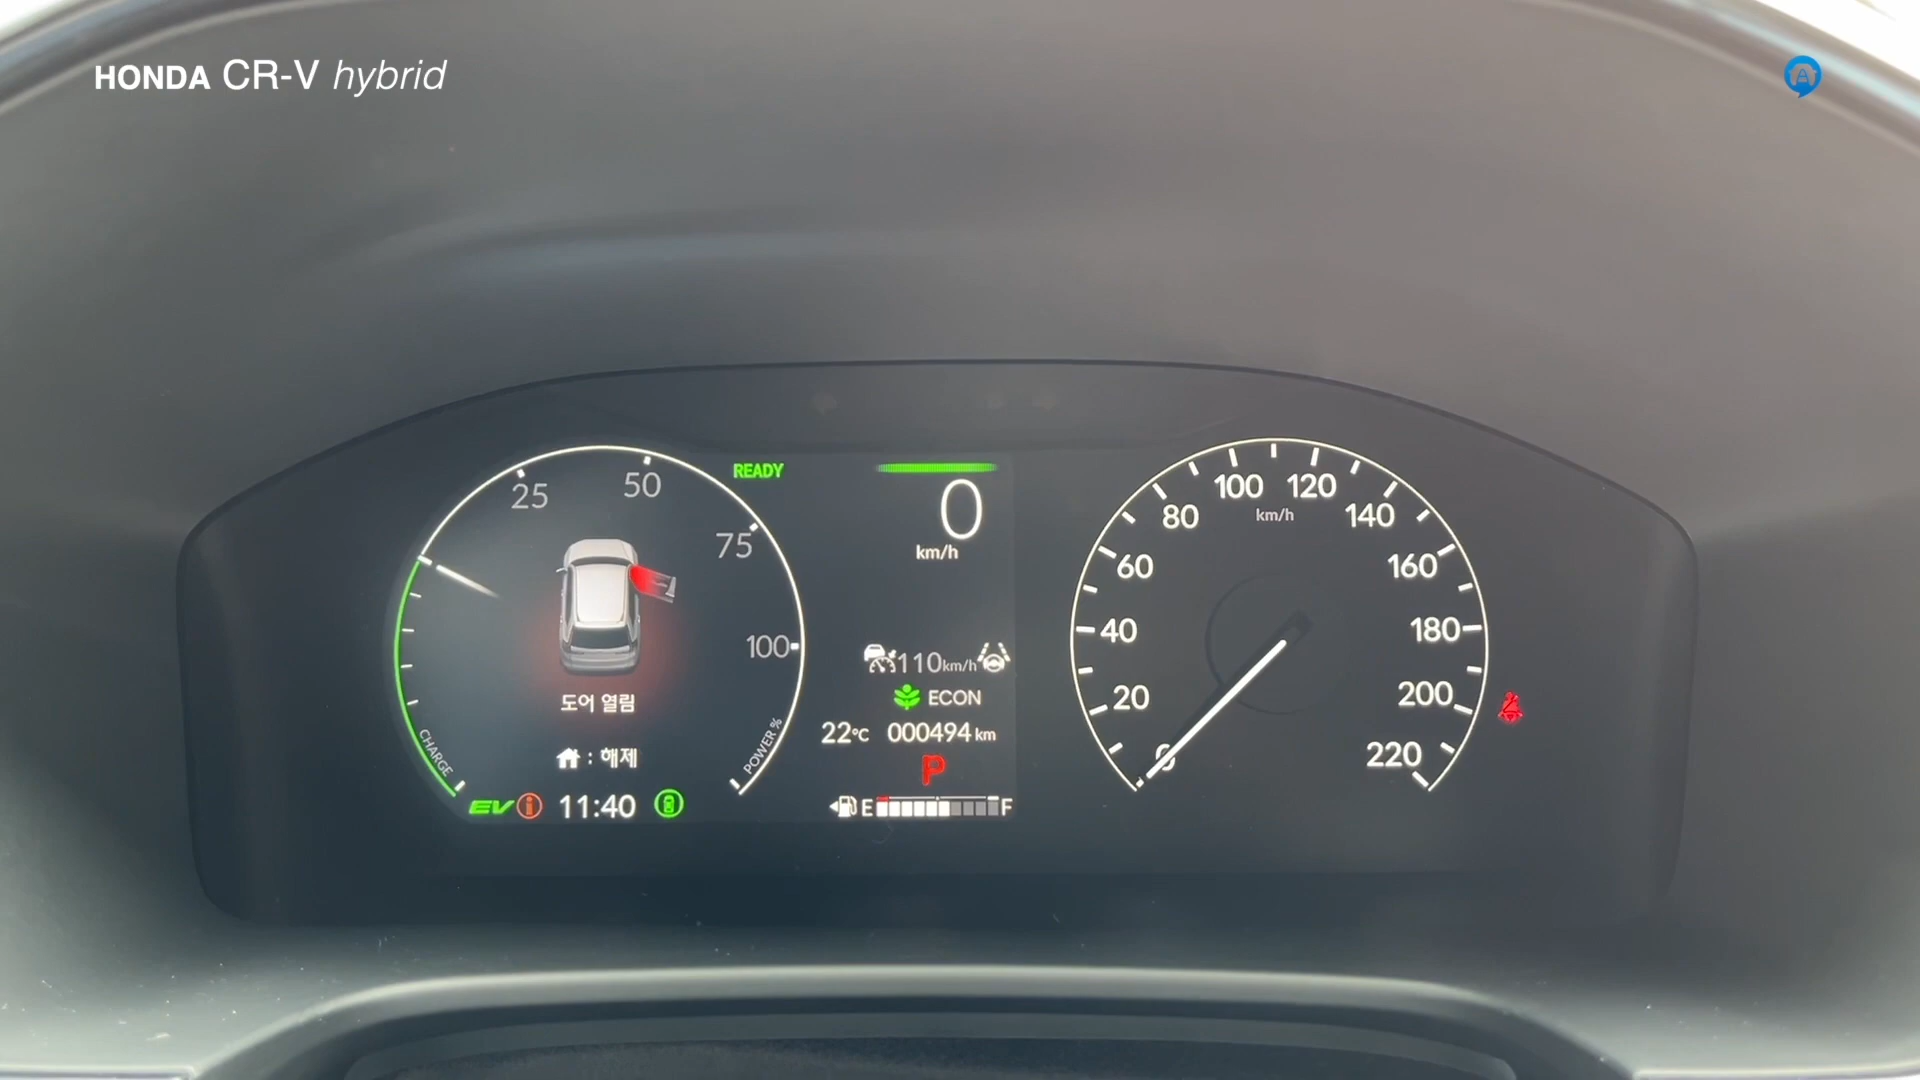 HONDA CR-V hybrid
READY
25
50
75
100
CHARGE
POWER %
도어 열림
: 해제
EV
11:40
0
km/h
110km/h
ECON
22°C 000494 km
P
E F
0
20
40
60
80
100
120
140
160
180
200
220
km/h